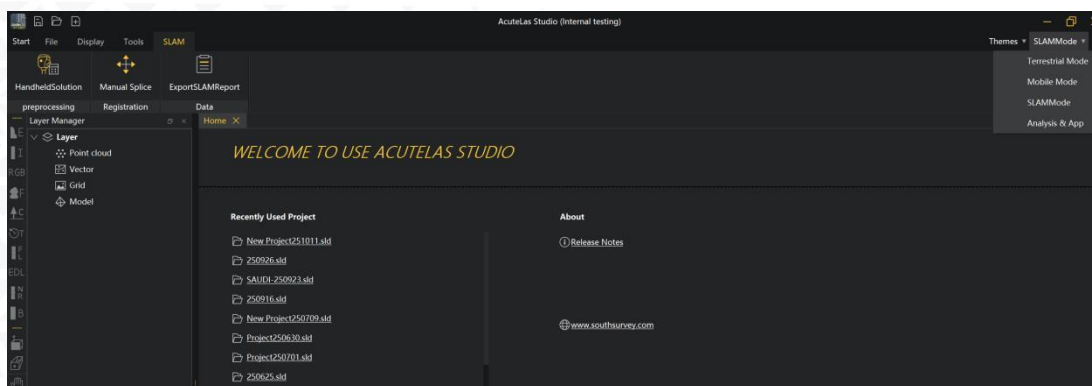 AcuteLas Studio (Internal testing)
Start File Display Tools SLAM Themes SLAMMode
HandheldSolution Manual Splice ExportSLAMReport
preprocessing Registration Data
Terrestrial Mode
Mobile Mode
SLAMMode
Analysis & App
Layer Manager
Home
Layer
Point cloud
Vector
Grid
Model
E
I
RGB
F
C
T
F L
EDL
N R
B
WELCOME TO USE ACUTELAS STUDIO
Recently Used Project
New Project251011.sld
250926.sld
SAUDI-250923.sld
250916.sld
New Project250709.sld
Project250630.sld
Project250701.sld
250625.sld
About
Release Notes
www.southsurvey.com